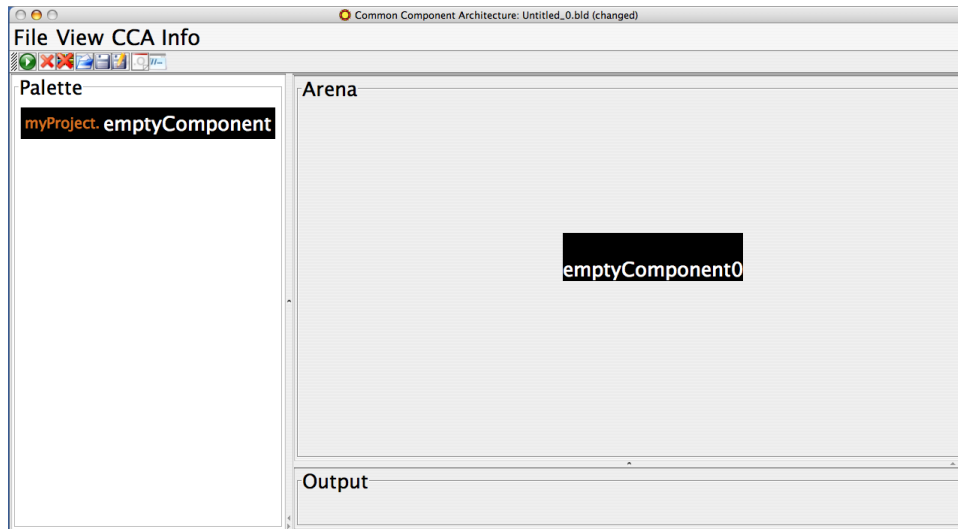 Common Component Architecture: Untitled_0.bld (changed)
File View CCA Info
Palette
myProject. emptyComponent
Arena
emptyComponent0
Output